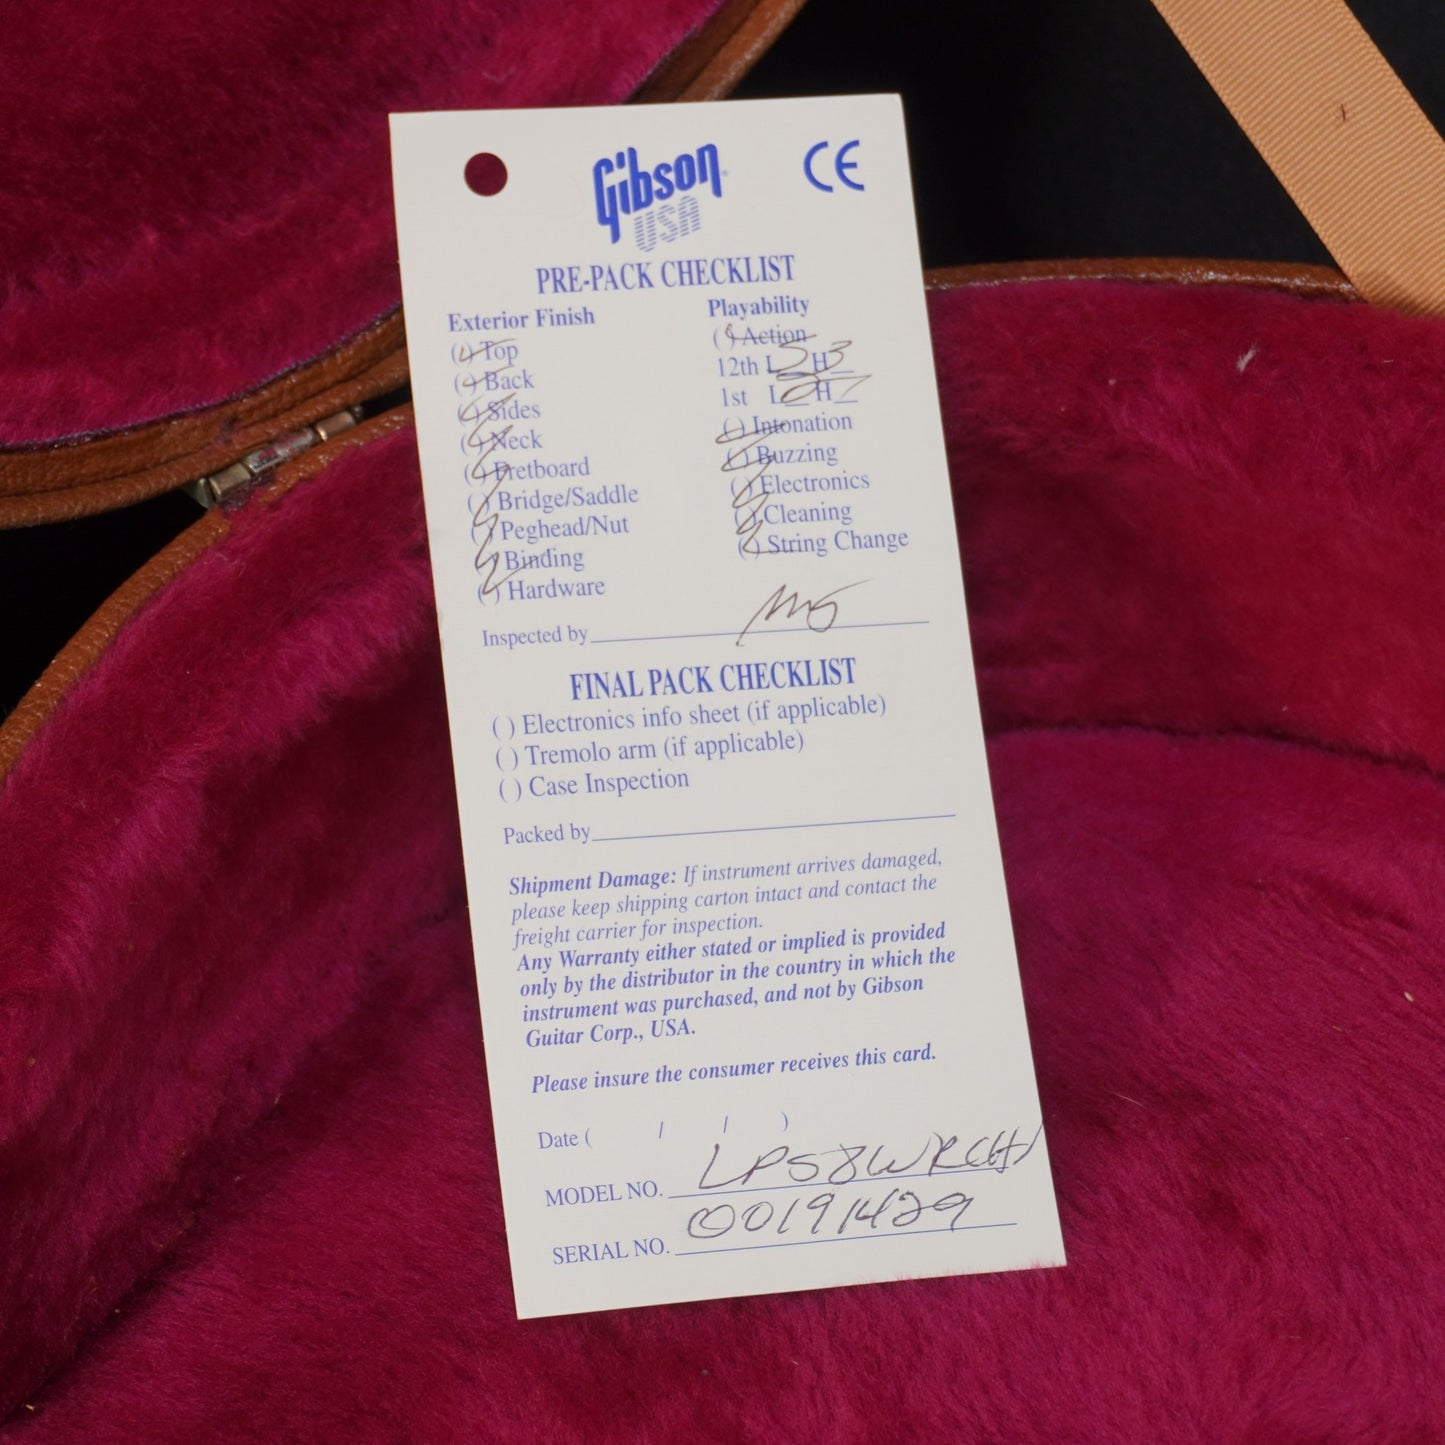 Gibson
USA
CE
PRE-PACK CHECKLIST
Exterior Finish
( ) Top
( ) Back
( ) Sides
( ) Neck
( ) Fretboard
( ) Bridge/Saddle
( ) Peghead/Nut
( ) Binding
( ) Hardware
Playability
( ) Action
12th L 5 H 3
1st L H
( ) Intonation
( ) Buzzing
( ) Electronics
( ) Cleaning
( ) String Change
Inspected by
FINAL PACK CHECKLIST
( ) Electronics info sheet (if applicable)
( ) Tremolo arm (if applicable)
( ) Case Inspection
Packed by
Shipment Damage: If instrument arrives damaged,
please keep shipping carton intact and contact the
freight carrier for inspection.
Any Warranty either stated or implied is provided
only by the distributor in the country in which the
instrument was purchased, and not by Gibson
Guitar Corp., USA.
Please insure the consumer receives this card.
Date ( / / )
MODEL NO. LPS8WRCH1
SERIAL NO. 00191429